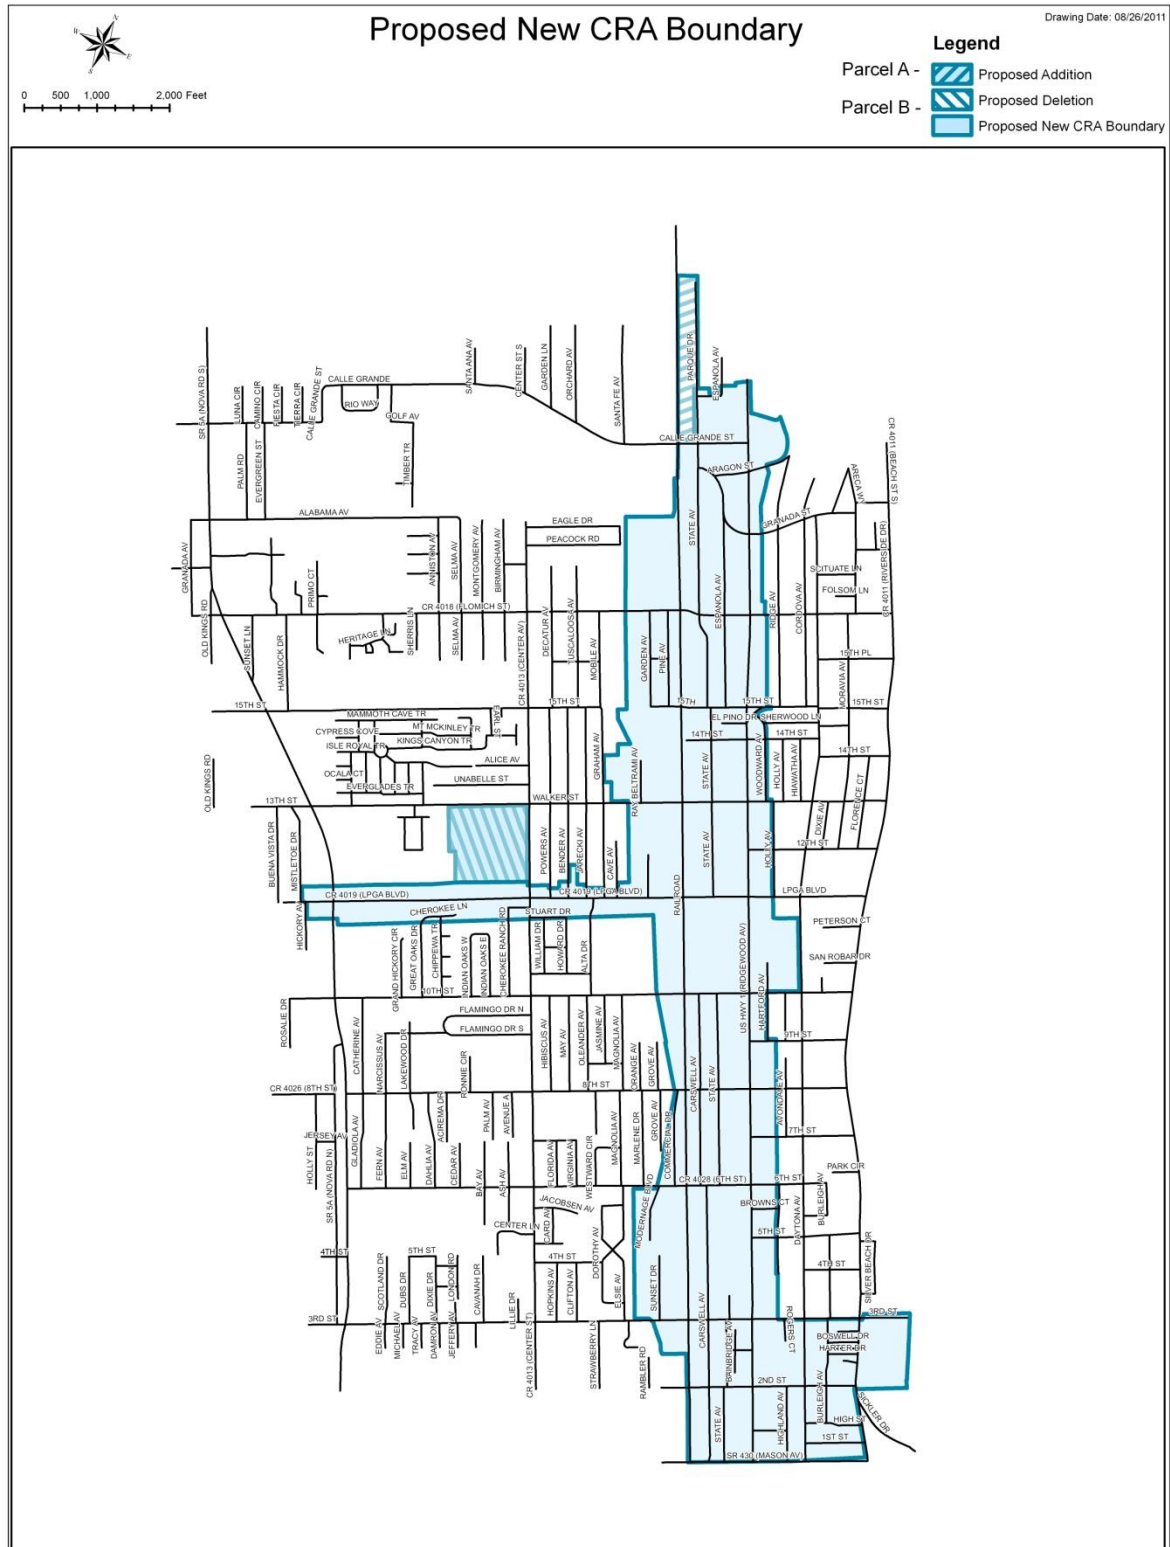 Proposed New CRA Boundary
Drawing Date: 08/26/2011
N
W
E
S
0 500 1,000 2,000 Feet
Legend
Parcel A - Proposed Addition
Parcel B - Proposed Deletion
Proposed New CRA Boundary
SR 5A (NOVA RD S)
LUNA CIR
CAMINO CIR
FIESTA CIR
TIERRA CIR
CALLE GRANDE ST
CALLE GRANDE
RIO WAY
GOLF AV
SANTA ANA AV
CENTER ST S
GARDEN LN
ORCHARD AV
SANTA FE AV
PARQUE DR
ESPANOLA AV
CALLE GRANDE ST
PALM RD
EVERGREEN ST
TIMBER TR
ARAGON ST
ARECA WY
CR 4011 (BEACH ST S)
ALABAMA AV
EAGLE DR
PEACOCK RD
GRANADA ST
STATE AV
GRANADA AV
PRIMO CT
ANNISTON AV
SELMA AV
MONTGOMERY AV
BIRMINGHAM AV
SCITUATE LN
FOLSOM LN
CR 4011 (RIVERSIDE DR)
OLD KINGS RD
CR 4018 (FLOMICH ST)
ESPANOLA AV
RIDGE AV
CORDOVA AV
SUNSET LN
HAMMOCK DR
HERITAGE LN
SHERRIS LN
SELMA AV
CR 4013 (CENTER AV)
DECATUR AV
TUSCALOOSA AV
MOBILE AV
GARDEN AV
PINE AV
15TH PL
MORAVIA AV
15TH ST
15TH ST
15TH
15TH ST
15TH ST
MAMMOTH CAVE TR
CYPRESS COVE
MT MCKINLEY TR
EARL ST
KINGS CANYON TR
ISLE ROYAL TR
EL PINO DR
SHERWOOD LN
14TH ST
14TH ST
14TH ST
ALICE AV
OCALA CT
UNABELLE ST
EVERGLADES TR
GRAHAM AV
RAY BELTRAMI AV
STATE AV
WOODWARD AV
HOLLY AV
HIAWATHA AV
OLD KINGS RD
13TH ST
WALKER ST
FLORENCE CT
DIXIE AV
12TH ST
BUENA VISTA DR
MISTLETOE DR
POWERS AV
BENDER AV
JARECKI AV
CAVE AV
STATE AV
HOLLY AV
CR 4019 (LPGA BLVD)
CR 4019 (LPGA BLVD)
LPGA BLVD
RAILROAD
HICKORY AV
CHEROKEE LN
STUART DR
PETERSON CT
GRAND HICKORY CIR
GREAT OAKS DR
CHIPPEWA TR
INDIAN OAKS W
INDIAN OAKS E
CHEROKEE RANCH RD
WILLIAM DR
HOWARD DR
ALTA DR
SAN ROBAR DR
10TH ST
US HWY 1 (RIDGEWOOD AV)
HARTFORD AV
ROSALIE DR
FLAMINGO DR N
FLAMINGO DR S
9TH ST
CATHERINE AV
NARCISSUS AV
LAKEWOOD DR
RONNIE CIR
HIBISCUS AV
MAY AV
OLEANDER AV
JASMINE AV
MAGNOLIA AV
ORANGE AV
GROVE AV
CARSWELL AV
STATE AV
CR 4026 (8TH ST)
8TH ST
JERSEY AV
HOLLY ST
GLADIOLA AV
FERN AV
ELM AV
DAHLIA AV
ACIREMA DR
CEDAR AV
PALM AV
AVENUE A
BAY AV
ASH AV
FLORIDA AV
VIRGINIA AV
WESTWARD CIR
MAGNOLIA AV
MARLENE DR
GROVE AV
COMMERCIAL DR
AVONDALE AV
7TH ST
PARK CIR
SR 5A (NOVA RD N)
CR 4028 (6TH ST)
6TH ST
MODERNAGE BLVD
BROWNS CT
BURLEIGH AV
DAYTONA AV
5TH ST
JACOBSEN AV
CARD AV
CENTER LN
4TH ST
5TH ST
4TH ST
4TH ST
DOROTHY AV
SILVER BEACH DR
EDDIE AV
SCOTLAND DR
MICHAEL AV
DUBS DR
TRACY AV
DIXIE DR
DAMRON AV
LONDON RD
JEFFERY AV
CAVANAH DR
LILLIE DR
HOPKINS AV
CLIFTON AV
ELSIE AV
SUNSET DR
3RD ST
3RD ST
CARSWELL AV
BAINBRIDGE AV
ROGERS CT
BOSWELL DR
HARTER DR
CR 4013 (CENTER ST)
STRAWBERRY LN
RAMBLER RD
2ND ST
STATE AV
HIGHLAND AV
BURLEIGH AV
HIGH ST
SICKLER DR
1ST ST
SR 430 (MASON AV)